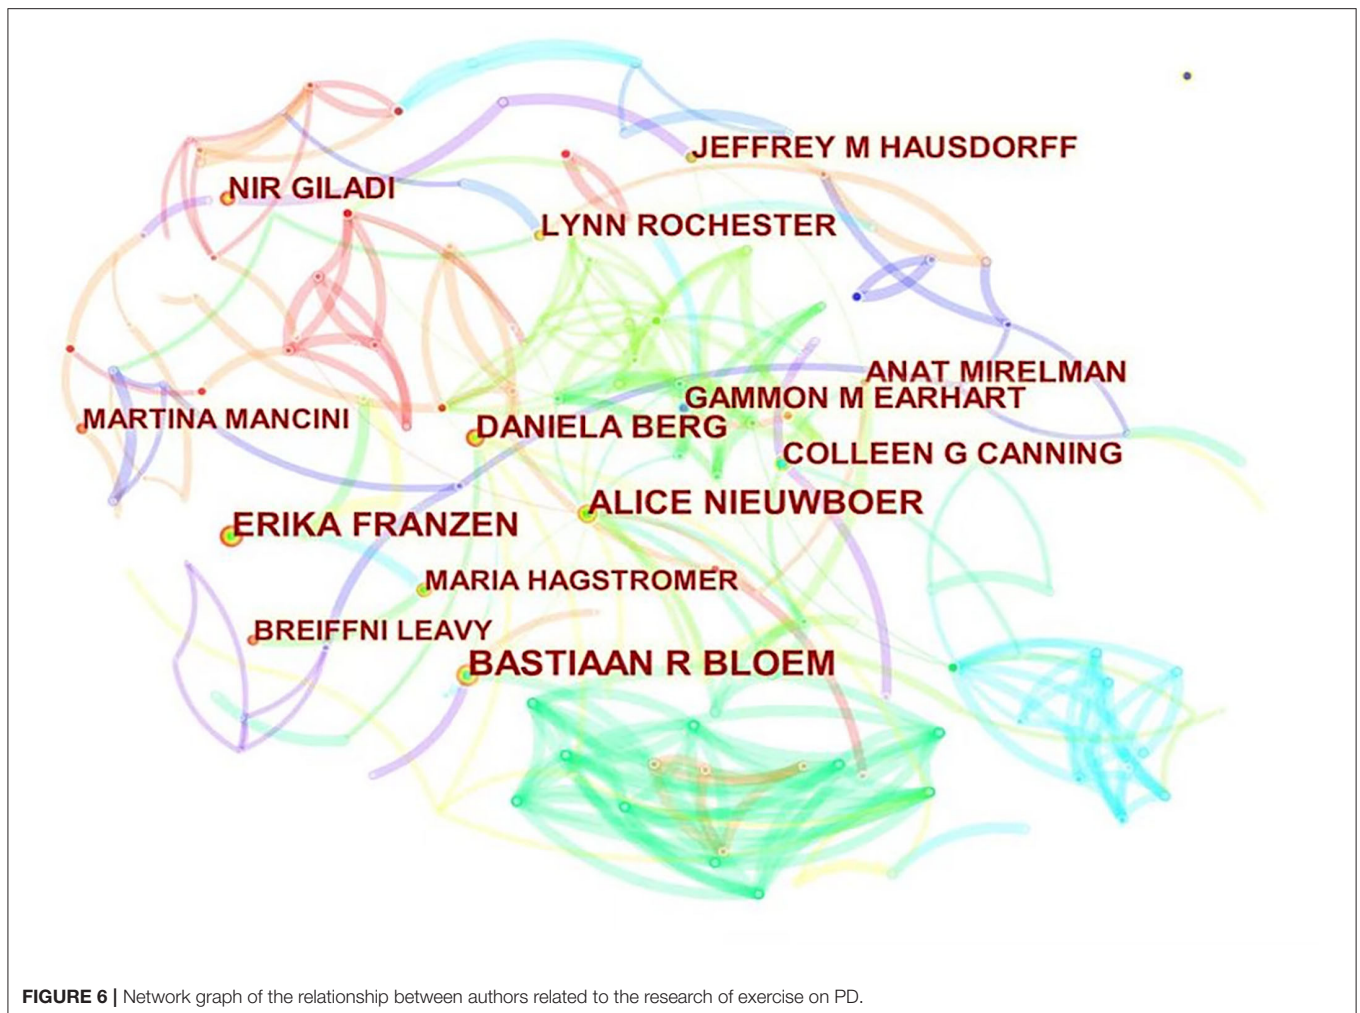 JEFFREY M HAUSDORFF
NIR GILADI
LYNN ROCHESTER
ANAT MIRELMAN
GAMMON M EARHART
MARTINA MANCINI
DANIELA BERG
COLLEEN G CANNING
ALICE NIEUWBOER
ERIKA FRANZEN
MARIA HAGSTROMER
BREIFFNI LEAVY
BASTIAAN R BLOEM
FIGURE 6 | Network graph of the relationship between authors related to the research of exercise on PD.